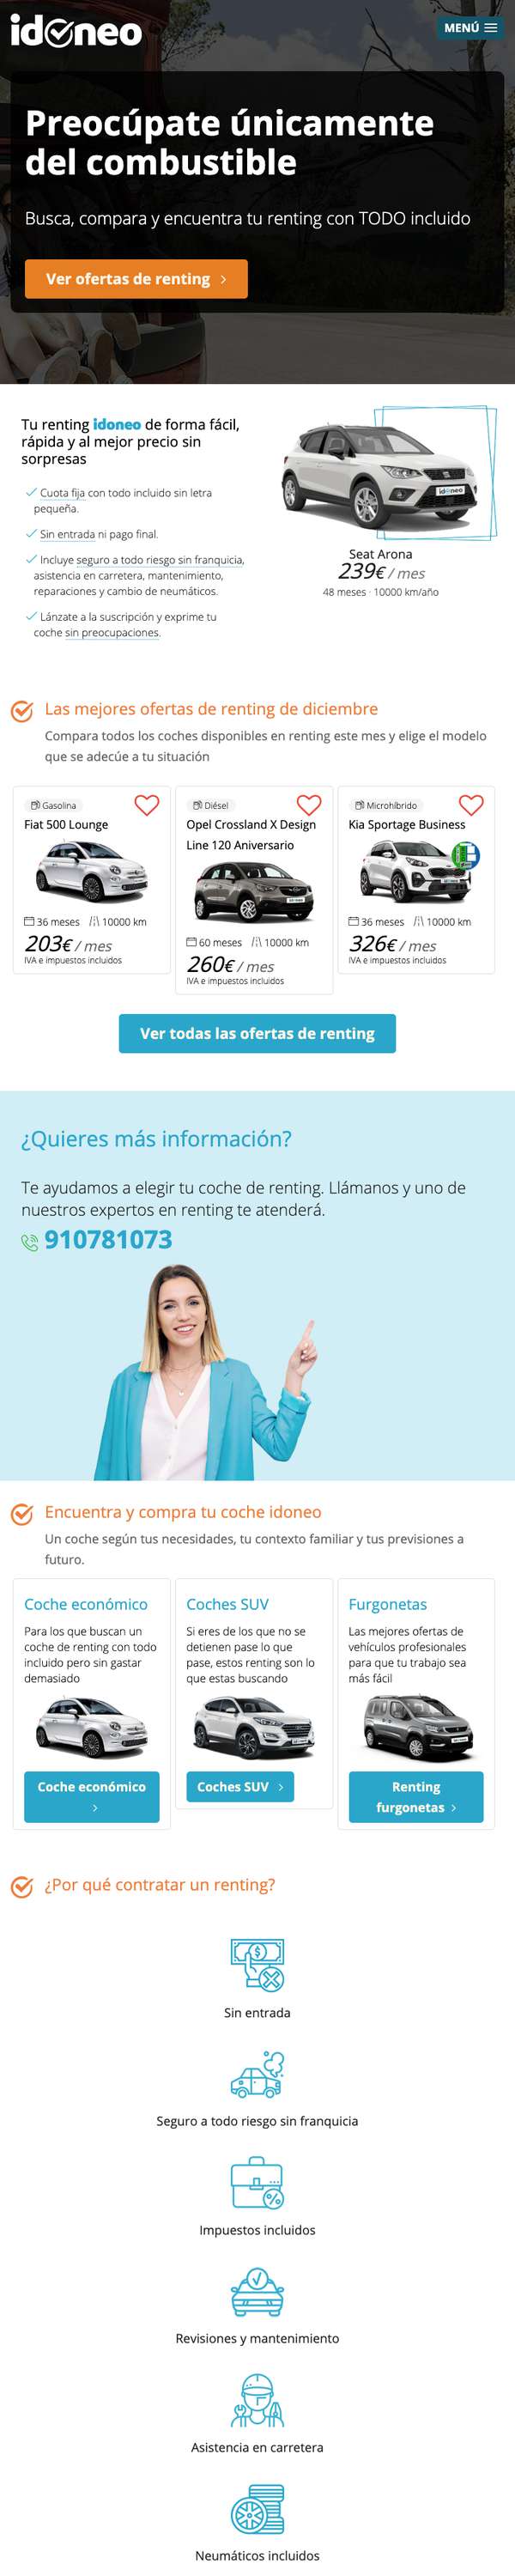 idoneo
MENÚ
Preocúpate únicamente
del combustible
Busca, compara y encuentra tu renting con TODO incluido
Ver ofertas de renting
Tu renting idoneo de forma fácil,
rápida y al mejor precio sin
sorpresas
Cuota fija con todo incluido sin letra
pequeña.
Sin entrada ni pago final.
Incluye seguro a todo riesgo sin franquicia,
asistencia en carretera, mantenimiento,
reparaciones y cambio de neumáticos.
Lánzate a la suscripción y exprime tu
coche sin preocupaciones.
idoneo
Seat Arona
239€ / mes
48 meses · 10000 km/año
Las mejores ofertas de renting de diciembre
Compara todos los coches disponibles en renting este mes y elige el modelo
que se adecúe a tu situación
Gasolina
Fiat 500 Lounge
36 meses 10000 km
203€ / mes
IVA e impuestos incluidos
Diésel
Opel Crossland X Design
Line 120 Aniversario
60 meses 10000 km
260€ / mes
IVA e impuestos incluidos
Microhíbrido
Kia Sportage Business
36 meses 10000 km
326€ / mes
IVA e impuestos incluidos
Ver todas las ofertas de renting
¿Quieres más información?
Te ayudamos a elegir tu coche de renting. Llámanos y uno de
nuestros expertos en renting te atenderá.
910781073
Encuentra y compra tu coche idoneo
Un coche según tus necesidades, tu contexto familiar y tus previsiones a
futuro.
Coche económico
Para los que buscan un
coche de renting con todo
incluido pero sin gastar
demasiado
Coche económico
Coches SUV
Si eres de los que no se
detienen pase lo que
pase, estos renting son lo
que estas buscando
Coches SUV
Furgonetas
Las mejores ofertas de
vehículos profesionales
para que tu trabajo sea
más fácil
Renting
furgonetas
¿Por qué contratar un renting?
Sin entrada
Seguro a todo riesgo sin franquicia
Impuestos incluidos
Revisiones y mantenimiento
Asistencia en carretera
Neumáticos incluidos